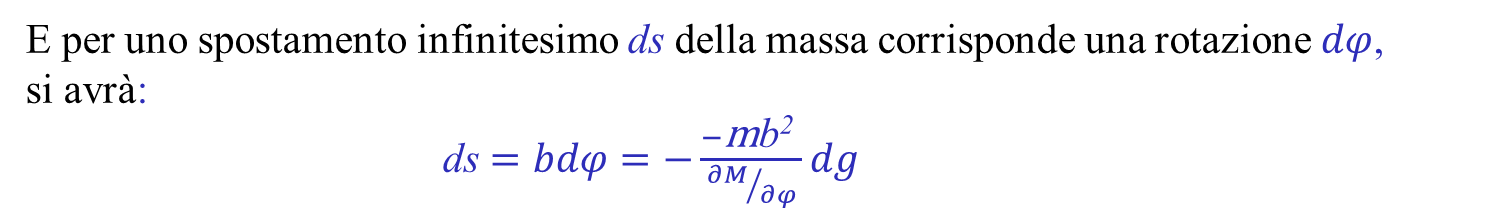 E per uno spostamento infinitesimo ds della massa corrisponde una rotazione dφ,
si avrà:
ds = bdφ = − −mb² / ∂M/∂φ dg